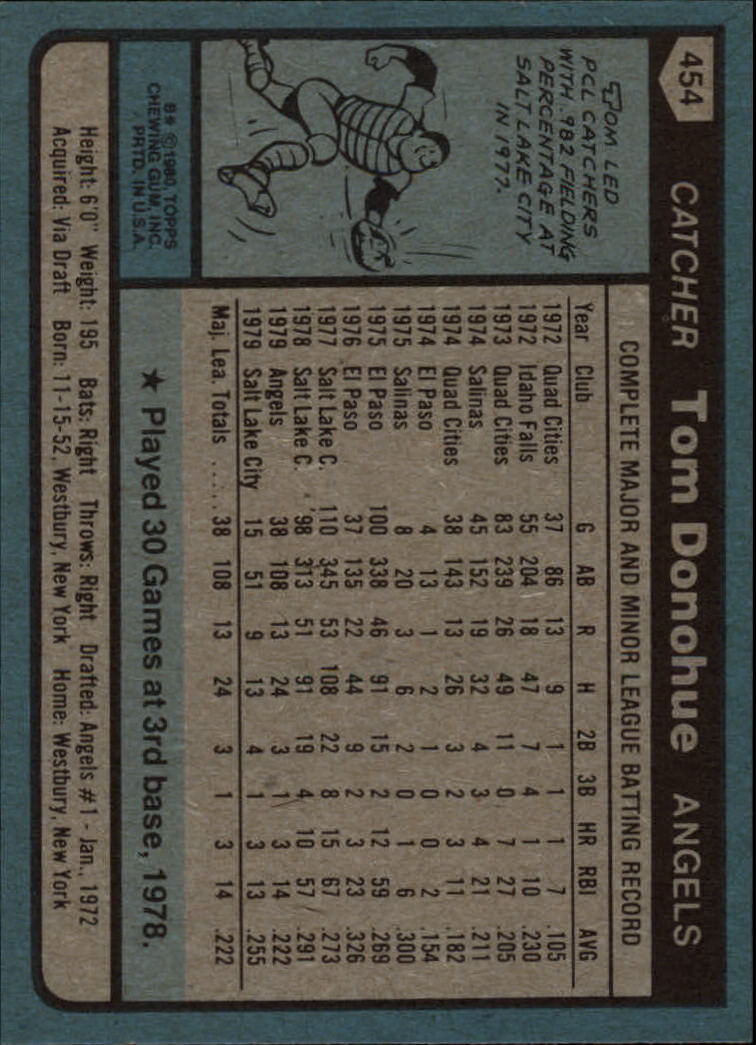 454 CATCHER Tom Donohue ANGELS
TOM LED
PCL CATCHERS
WITH .982 FIELDING
PERCENTAGE AT
SALT LAKE CITY
IN 1977.
B* © 1980, TOPPS
CHEWING GUM, INC.
PRTD. IN U.S.A.
COMPLETE MAJOR AND MINOR LEAGUE BATTING RECORD
Year Club G AB R H 2B 3B HR RBI AVG
1972 Quad Cities 37 86 13 9 1 1 1 7 .105
1972 Idaho Falls 55 204 18 47 7 4 1 10 .230
1973 Quad Cities 83 239 26 49 11 0 7 27 .205
1974 Salinas 45 152 19 32 4 3 4 21 .211
1974 Quad Cities 38 143 13 26 3 2 3 11 .182
1974 El Paso 4 13 1 2 1 0 0 2 .154
1975 Salinas 8 20 3 6 2 0 1 6 .300
1975 El Paso 100 338 46 91 15 2 12 59 .269
1976 El Paso 37 135 22 44 9 2 3 23 .326
1977 Salt Lake C. 110 345 53 108 22 8 15 67 .273
1978 Salt Lake C. 98 313 51 91 19 4 10 57 .291
1979 Angels 38 108 13 24 3 1 3 14 .222
1979 Salt Lake City 15 51 9 13 4 1 3 13 .255
Maj. Lea. Totals ..... 38 108 13 24 3 1 3 14 .222
★ Played 30 Games at 3rd base, 1978.
Height: 6'0" Weight: 195 Bats: Right Throws: Right Drafted: Angels #1 - Jan., 1972
Acquired: Via Draft Born: 11-15-52, Westbury, New York Home: Westbury, New York